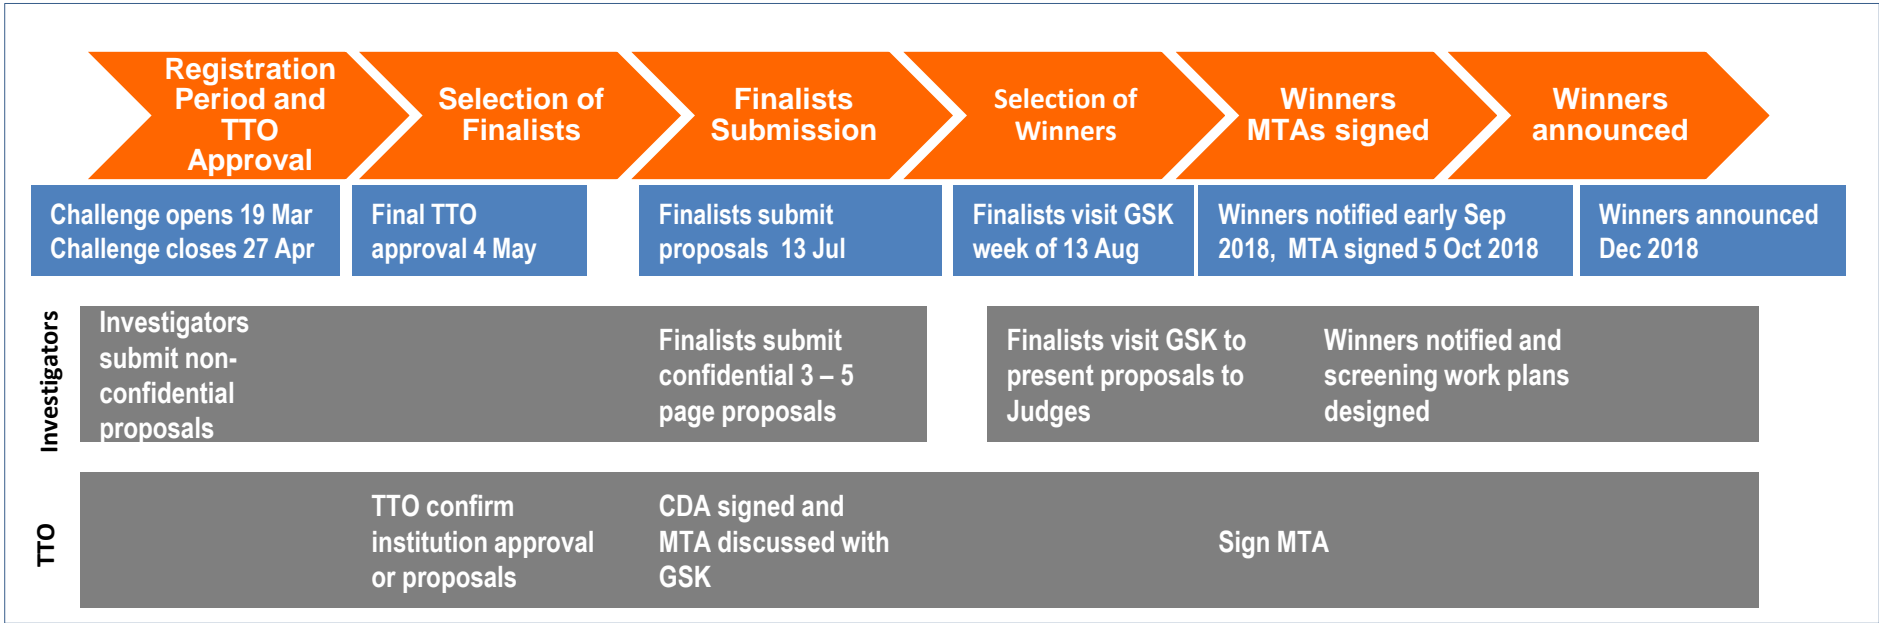 Registration
Period and
TTO
Approval
Selection of
Finalists
Finalists
Submission
Selection of
Winners
Winners
MTAs signed
Winners
announced
Challenge opens 19 Mar
Challenge closes 27 Apr
Final TTO
approval 4 May
Finalists submit
proposals 13 Jul
Finalists visit GSK
week of 13 Aug
Winners notified early Sep
2018, MTA signed 5 Oct 2018
Winners announced
Dec 2018
Investigators
Investigators
submit non-
confidential
proposals
Finalists submit
confidential 3 – 5
page proposals
Finalists visit GSK to
present proposals to
Judges
Winners notified and
screening work plans
designed
TTO
TTO confirm
institution approval
or proposals
CDA signed and
MTA discussed with
GSK
Sign MTA